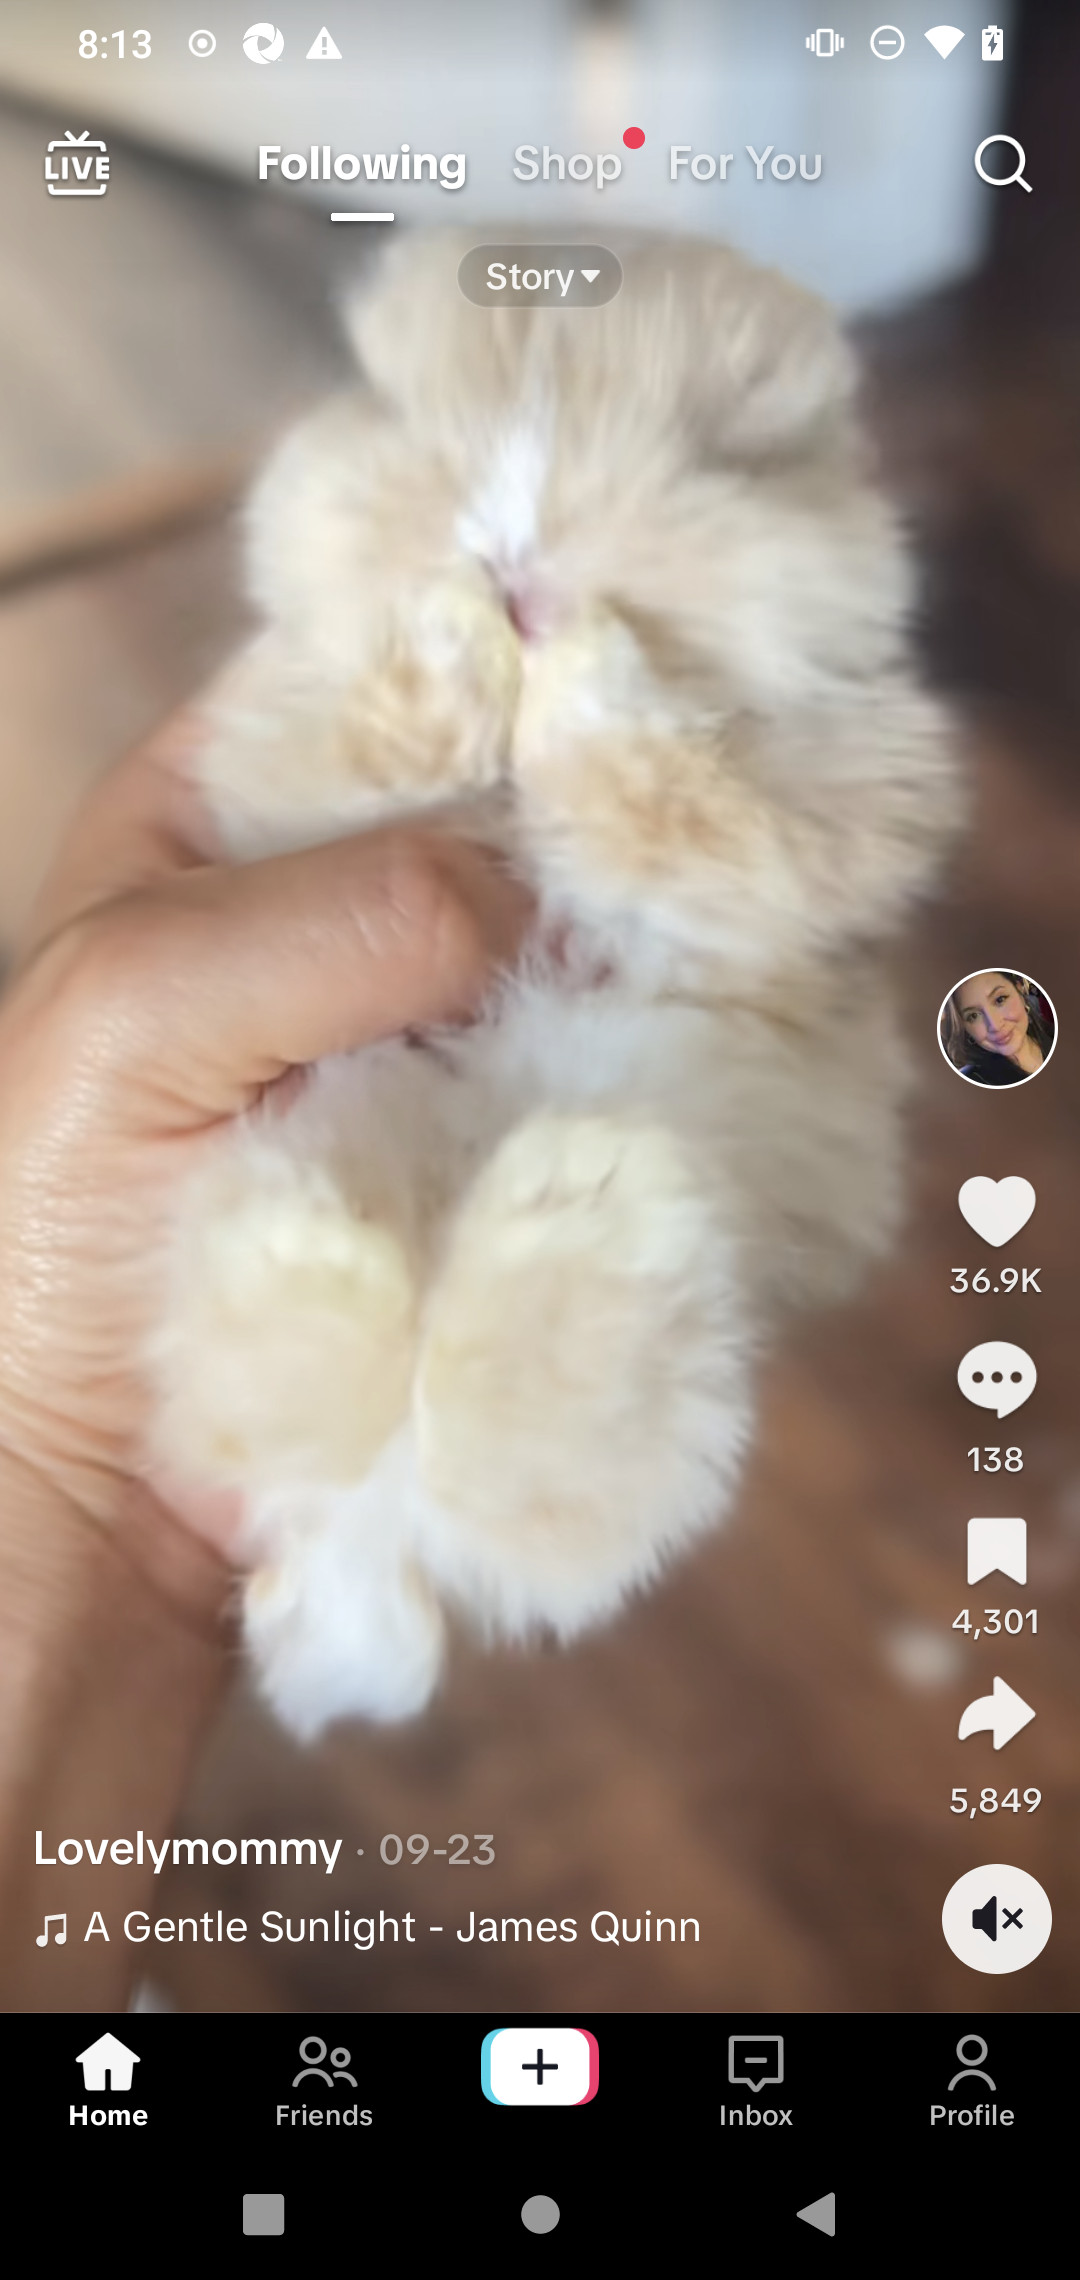 8:13
LIVE
Following
Shop
For You
Story
36.9K
138
4,301
5,849
Lovelymommy · 09-23
A Gentle Sunlight - James Quinn
Home
Friends
Inbox
Profile